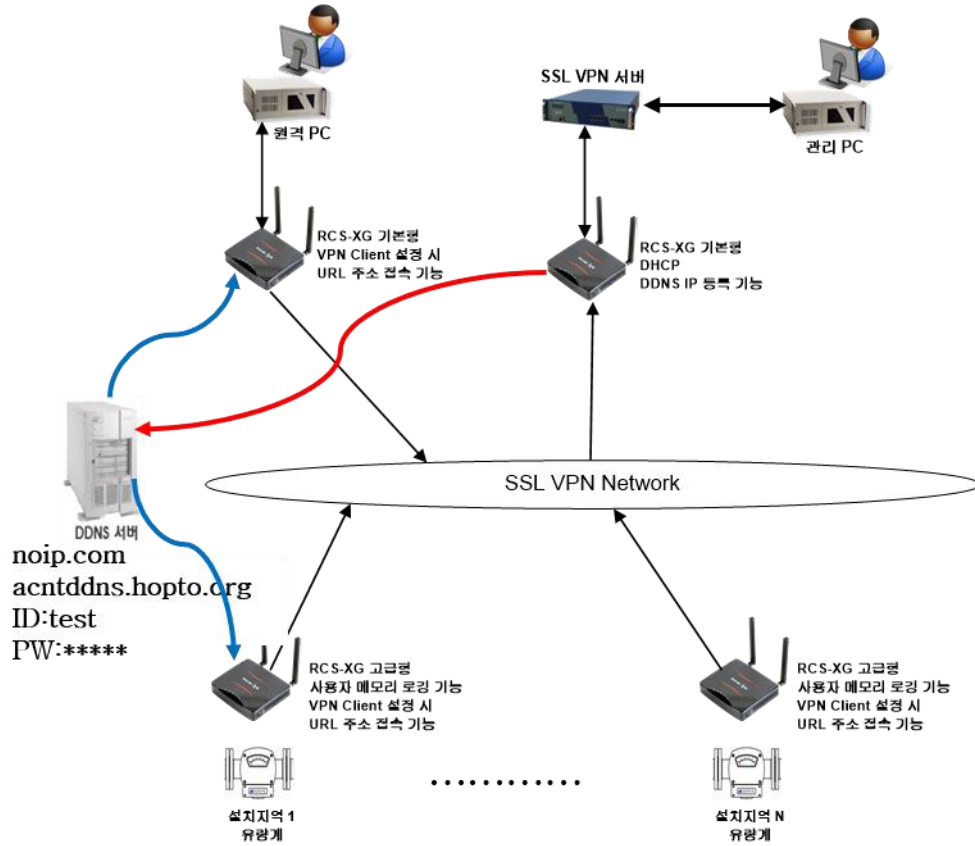 SSL VPN 서버
원격 PC
관리 PC
RCS-XG 기본형
VPN Client 설정 시
URL 주소 접속 기능
RCS-XG 기본형
DHCP
DDNS IP 등록 기능
SSL VPN Network
DDNS 서버
noip.com
acntddns.hopto.org
ID:test
PW:*****
RCS-XG 고급형
사용자 메모리 로깅 기능
VPN Client 설정 시
URL 주소 접속 기능
RCS-XG 고급형
사용자 메모리 로깅 기능
VPN Client 설정 시
URL 주소 접속 기능
설치지역 1
유량계
............
설치지역 N
유량계